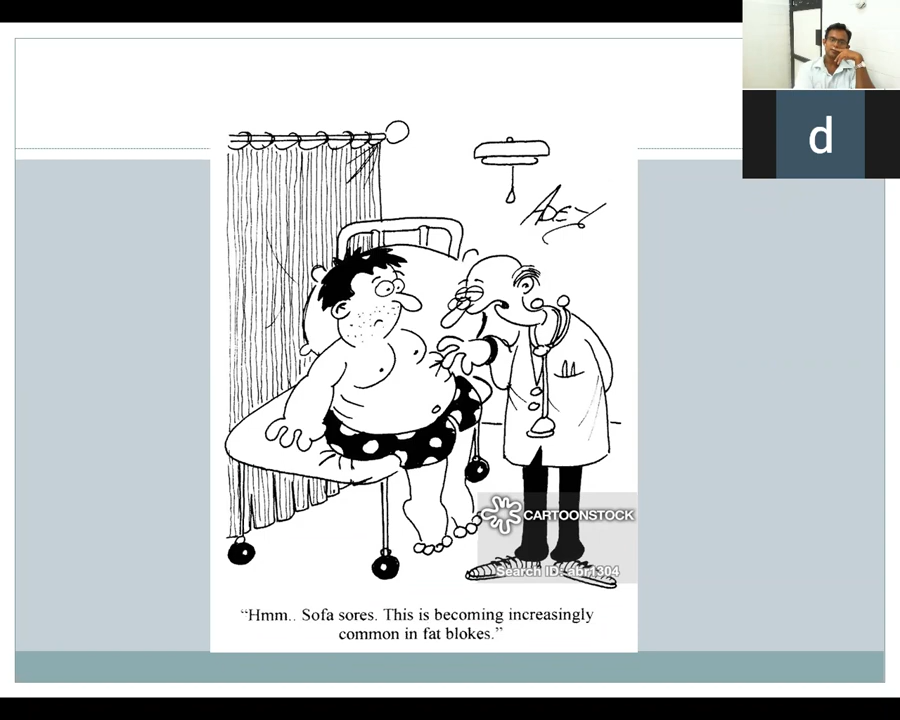 d
ADEY
CARTOONSTOCK
Search ID: abr1304
“Hmm.. Sofa sores. This is becoming increasingly
common in fat blokes.”